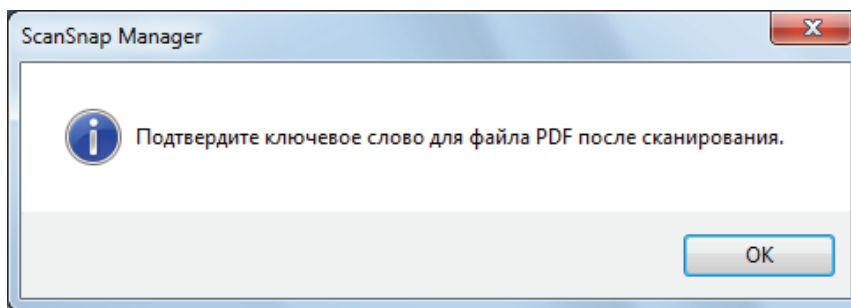 ScanSnap Manager
Подтвердите ключевое слово для файла PDF после сканирования.
OK